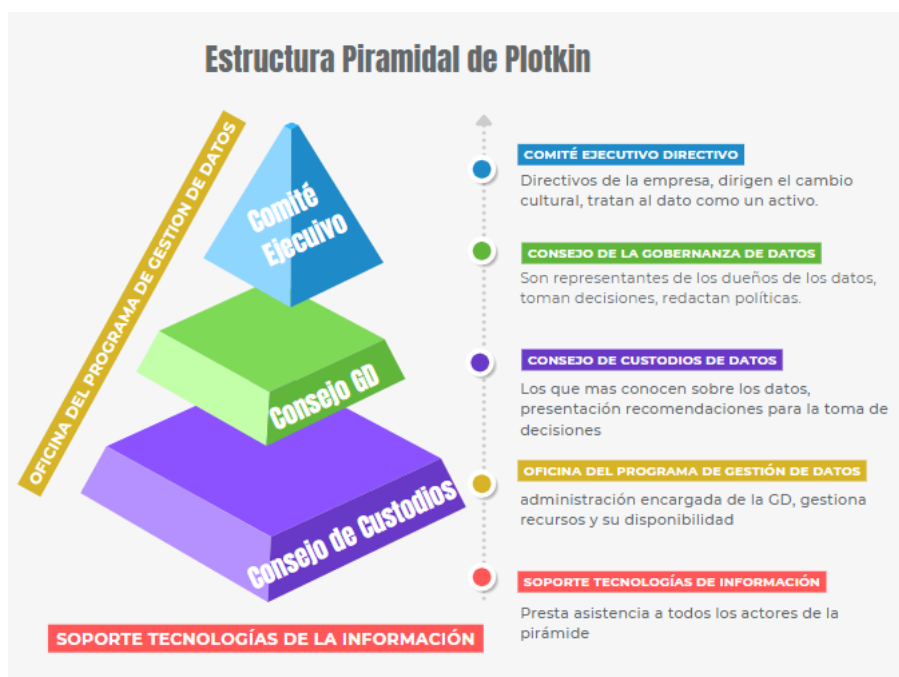 Estructura Piramidal de Plotkin
OFICINA DEL PROGRAMA DE GESTION DE DATOS
Comité
Ejecuivo
Consejo GD
Consejo de Custodios
SOPORTE TECNOLOGÍAS DE LA INFORMACIÓN
COMITÉ EJECUTIVO DIRECTIVO
Directivos de la empresa, dirigen el cambio
cultural, tratan al dato como un activo.
CONSEJO DE LA GOBERNANZA DE DATOS
Son representantes de los dueños de los datos,
toman decisiones, redactan políticas.
CONSEJO DE CUSTODIOS DE DATOS
Los que mas conocen sobre los datos,
presentación recomendaciones para la toma de
decisiones
OFICINA DEL PROGRAMA DE GESTIÓN DE DATOS
administración encargada de la GD, gestiona
recursos y su disponibilidad
SOPORTE TECNOLOGÍAS DE INFORMACIÓN
Presta asistencia a todos los actores de la
pirámide